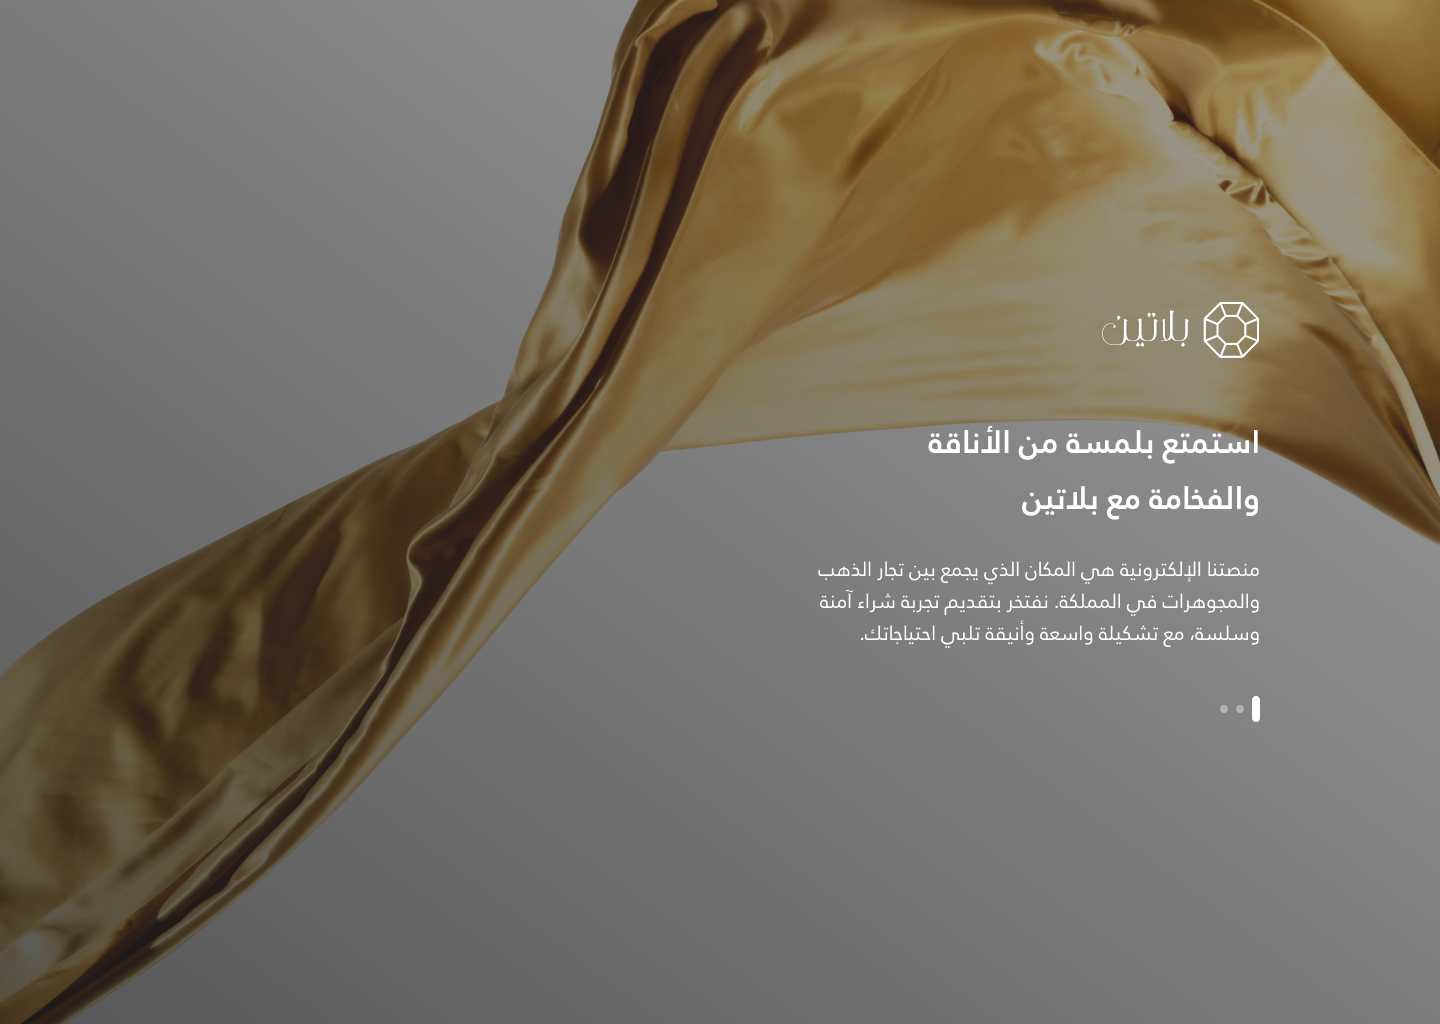 بلاتين
استمتع بلمسة من الأناقة
والفخامة مع بلاتين
منصتنا الإلكترونية هي المكان الذي يجمع بين تجار الذهب
والمجوهرات في المملكة. نفتخر بتقديم تجربة شراء آمنة
وسلسة، مع تشكيلة واسعة وأنيقة تلبي احتياجاتك.